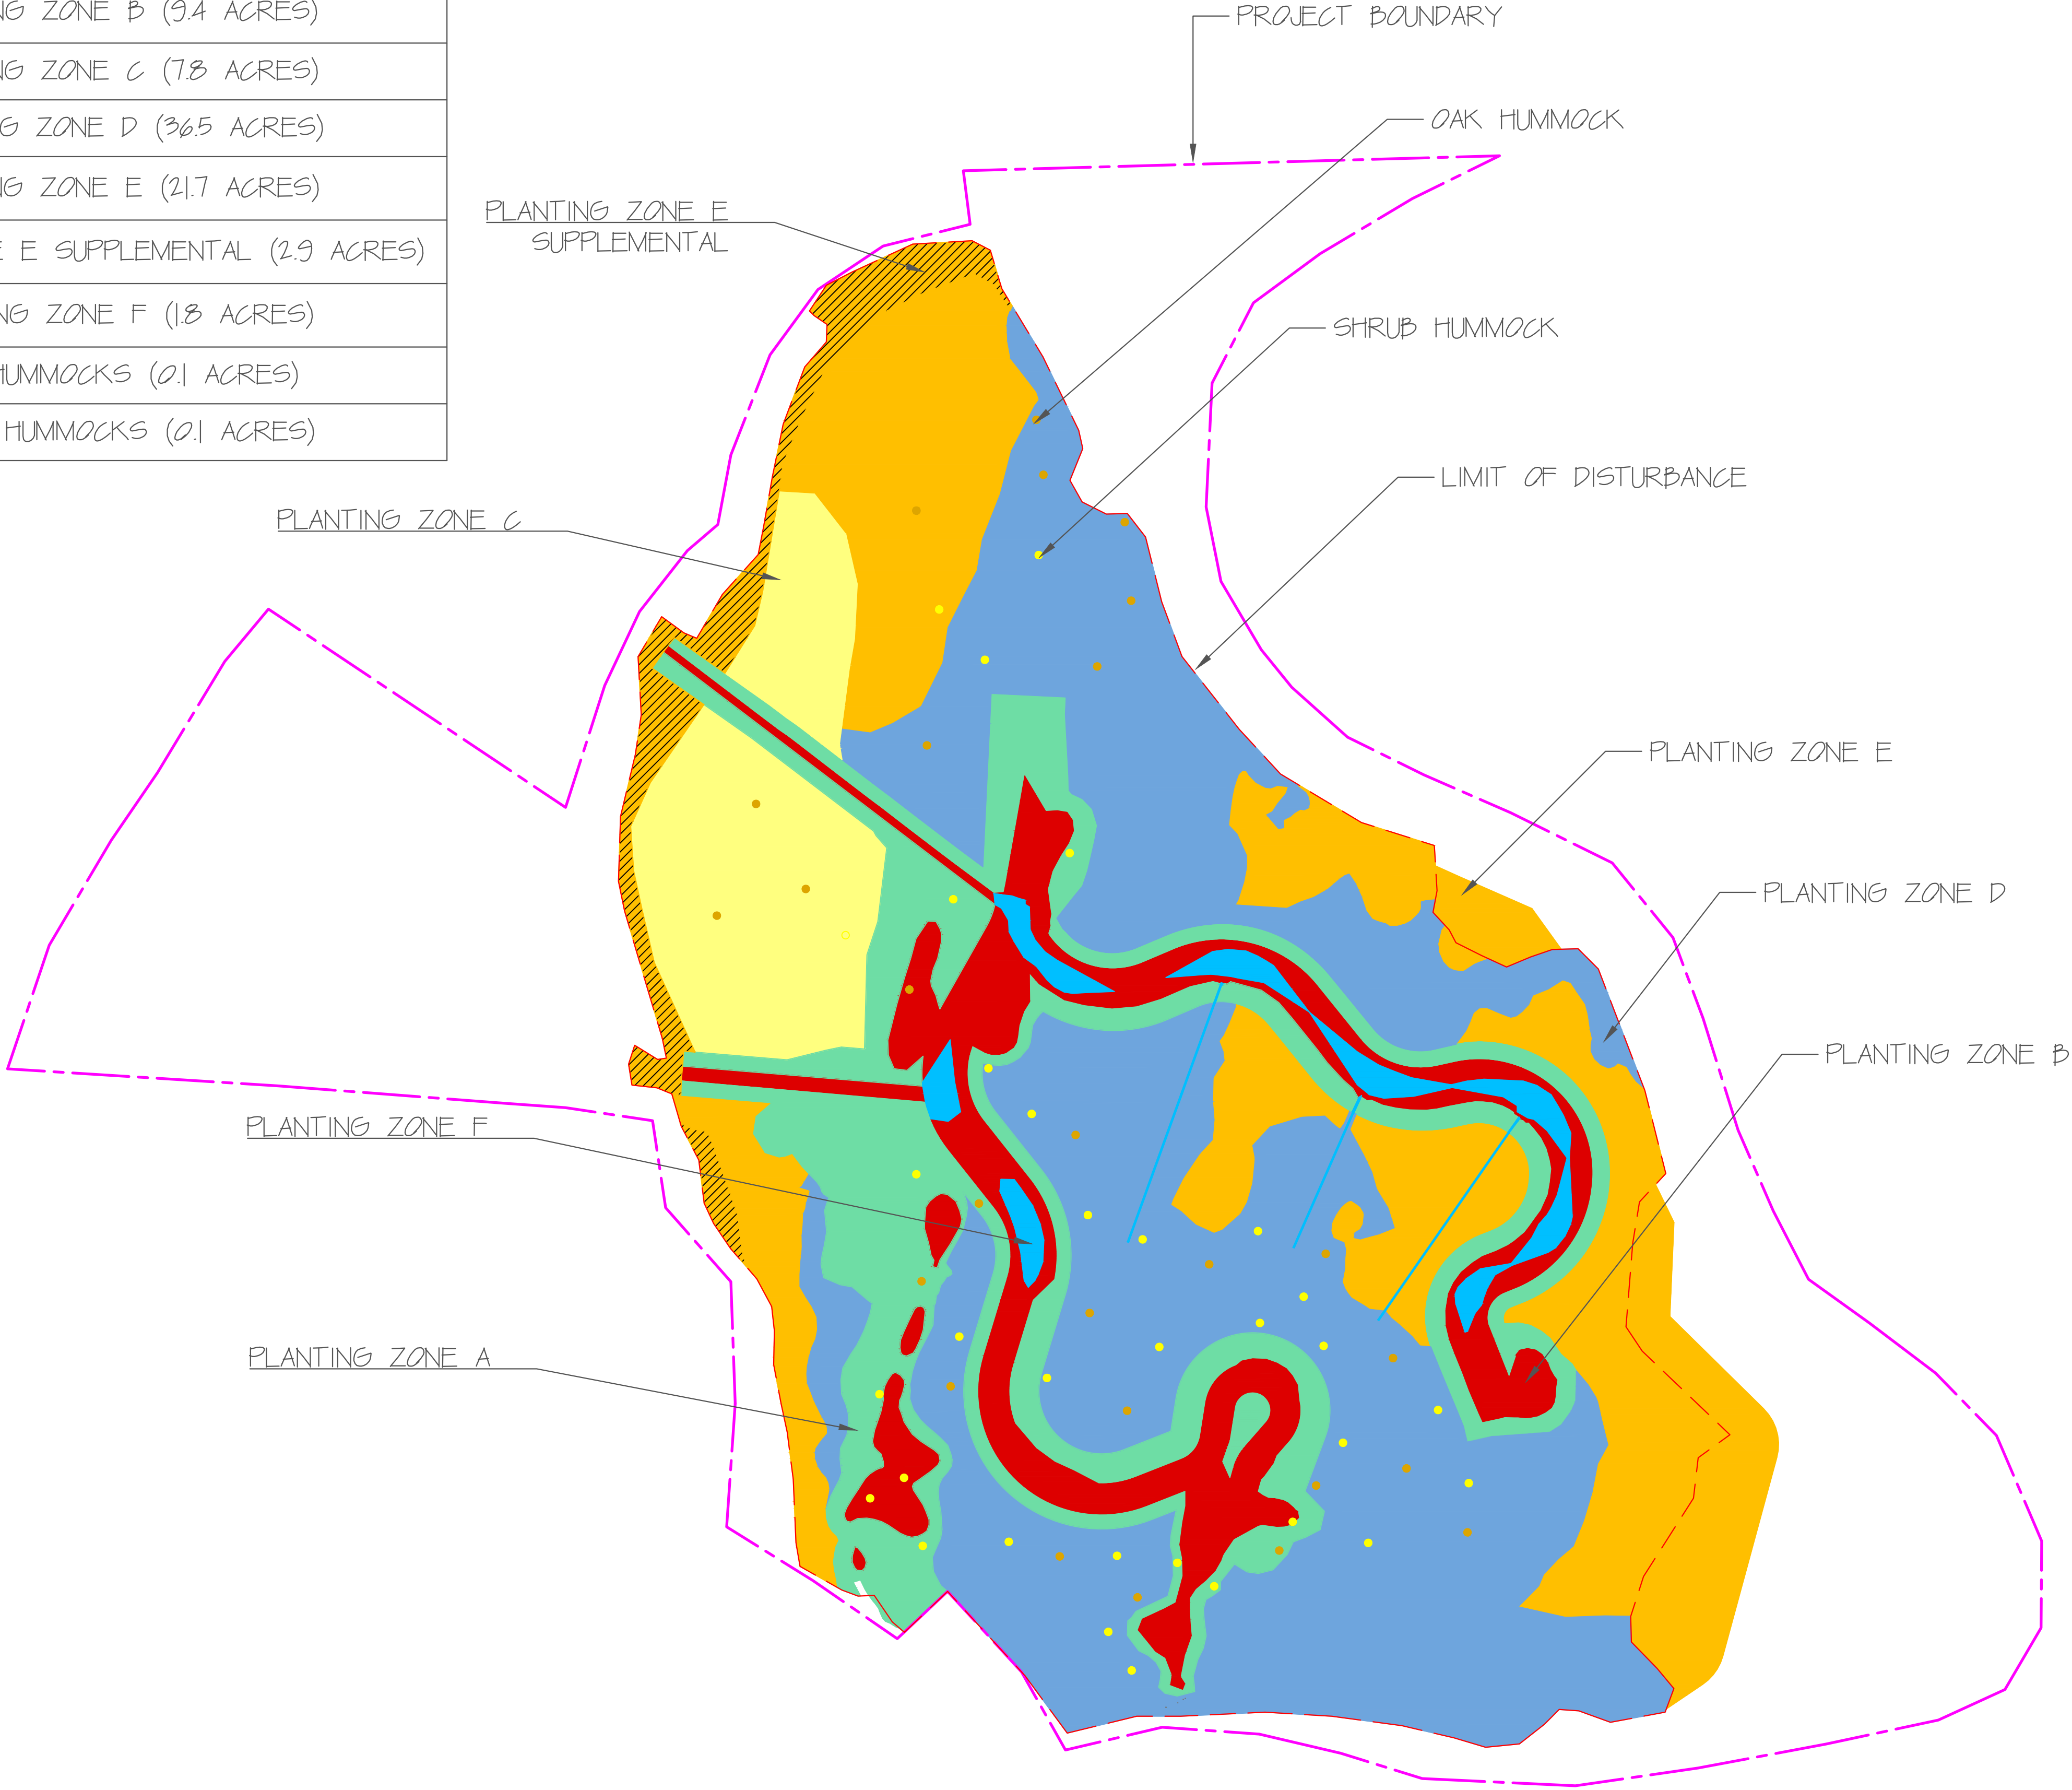 NG ZONE B (9.4 ACRES)
NG ZONE C (7.8 ACRES)
G ZONE D (36.5 ACRES)
NG ZONE E (21.7 ACRES)
E E SUPPLEMENTAL (2.9 ACRES)
NG ZONE F (1.8 ACRES)
HUMMOCKS (0.1 ACRES)
HUMMOCKS (0.1 ACRES)
PROJECT BOUNDARY
OAK HUMMOCK
PLANTING ZONE E
SUPPLEMENTAL
SHRUB HUMMOCK
LIMIT OF DISTURBANCE
PLANTING ZONE C
PLANTING ZONE E
PLANTING ZONE D
PLANTING ZONE B
PLANTING ZONE F
PLANTING ZONE A